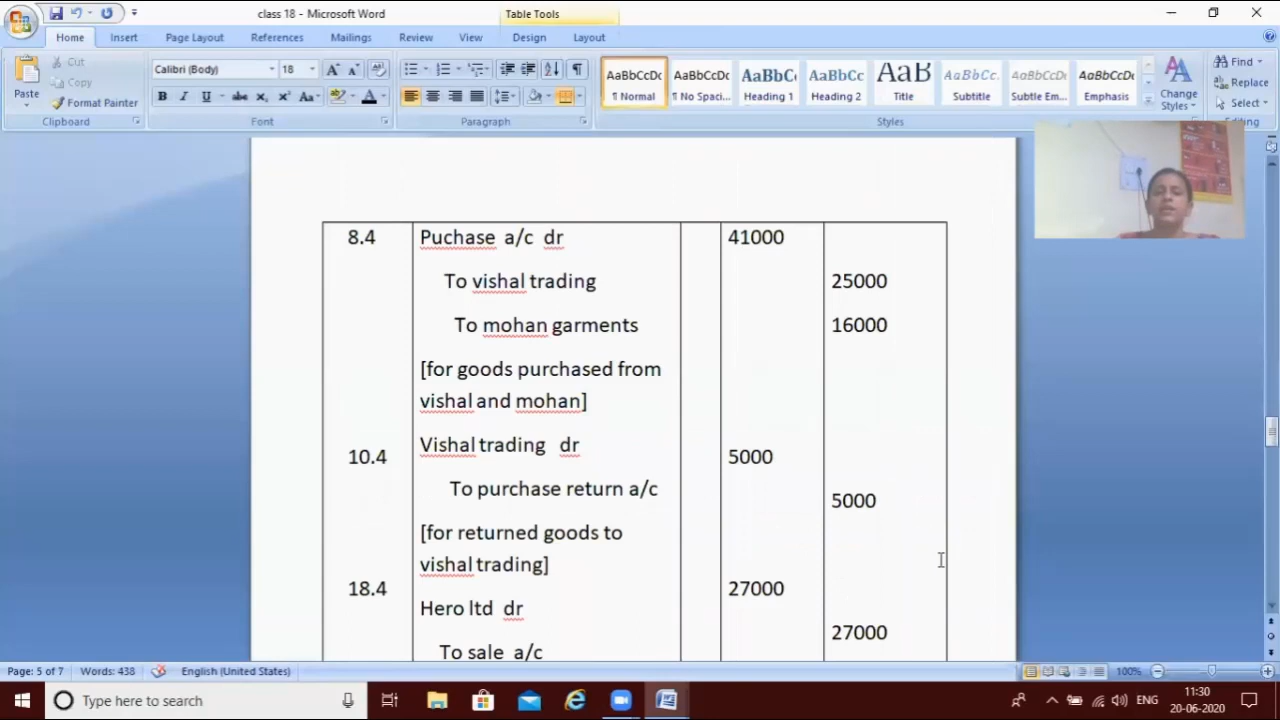 class 18 - Microsoft Word
Table Tools
Home Insert Page Layout References Mailings Review View Design Layout
Paste
Cut
Copy
Format Painter
Clipboard
Calibri (Body) 18
Font
Paragraph
AaBbCcDc AaBbCcDc AaBbC AaBbCc AaB AaBbCc. AaBbCcDc AaBbCcDc
¶ Normal ¶ No Spaci... Heading 1 Heading 2 Title Subtitle Subtle Em... Emphasis
Change Styles
Styles
Find
Replace
Select
Editing
8.4 Puchase a/c dr 41000
To vishal trading 25000
To mohan garments 16000
[for goods purchased from
vishal and mohan]
10.4 Vishal trading dr 5000
To purchase return a/c 5000
[for returned goods to
vishal trading]
18.4 Hero ltd dr 27000
To sale a/c 27000
Page: 5 of 7 Words: 438 English (United States) 100%
Type here to search
ENG
11:30
20-06-2020